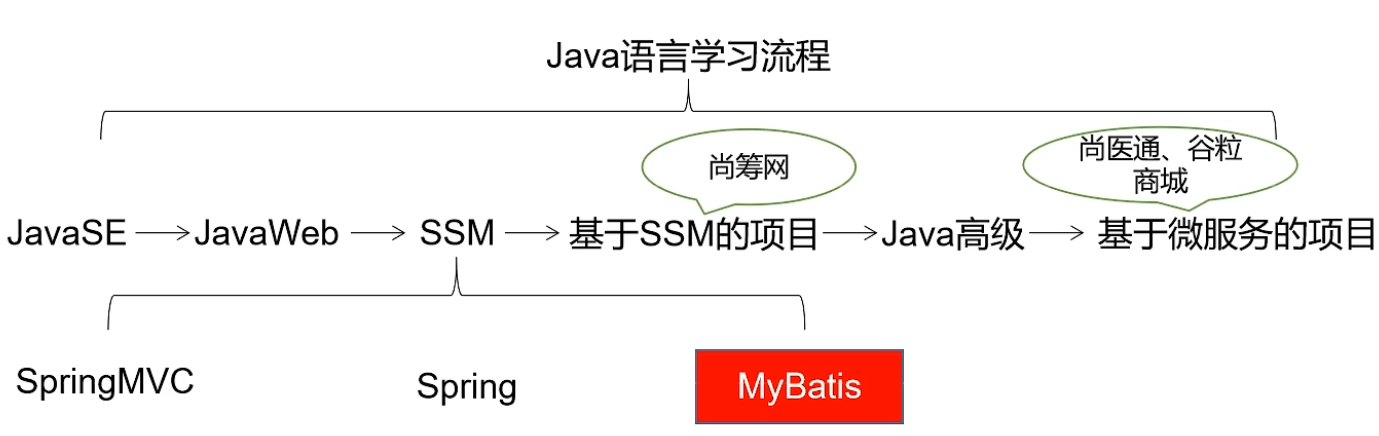 Java语言学习流程
尚筹网
尚医通、谷粒
商城
JavaSE
JavaWeb
SSM
基于SSM的项目
Java高级
基于微服务的项目
SpringMVC
Spring
MyBatis